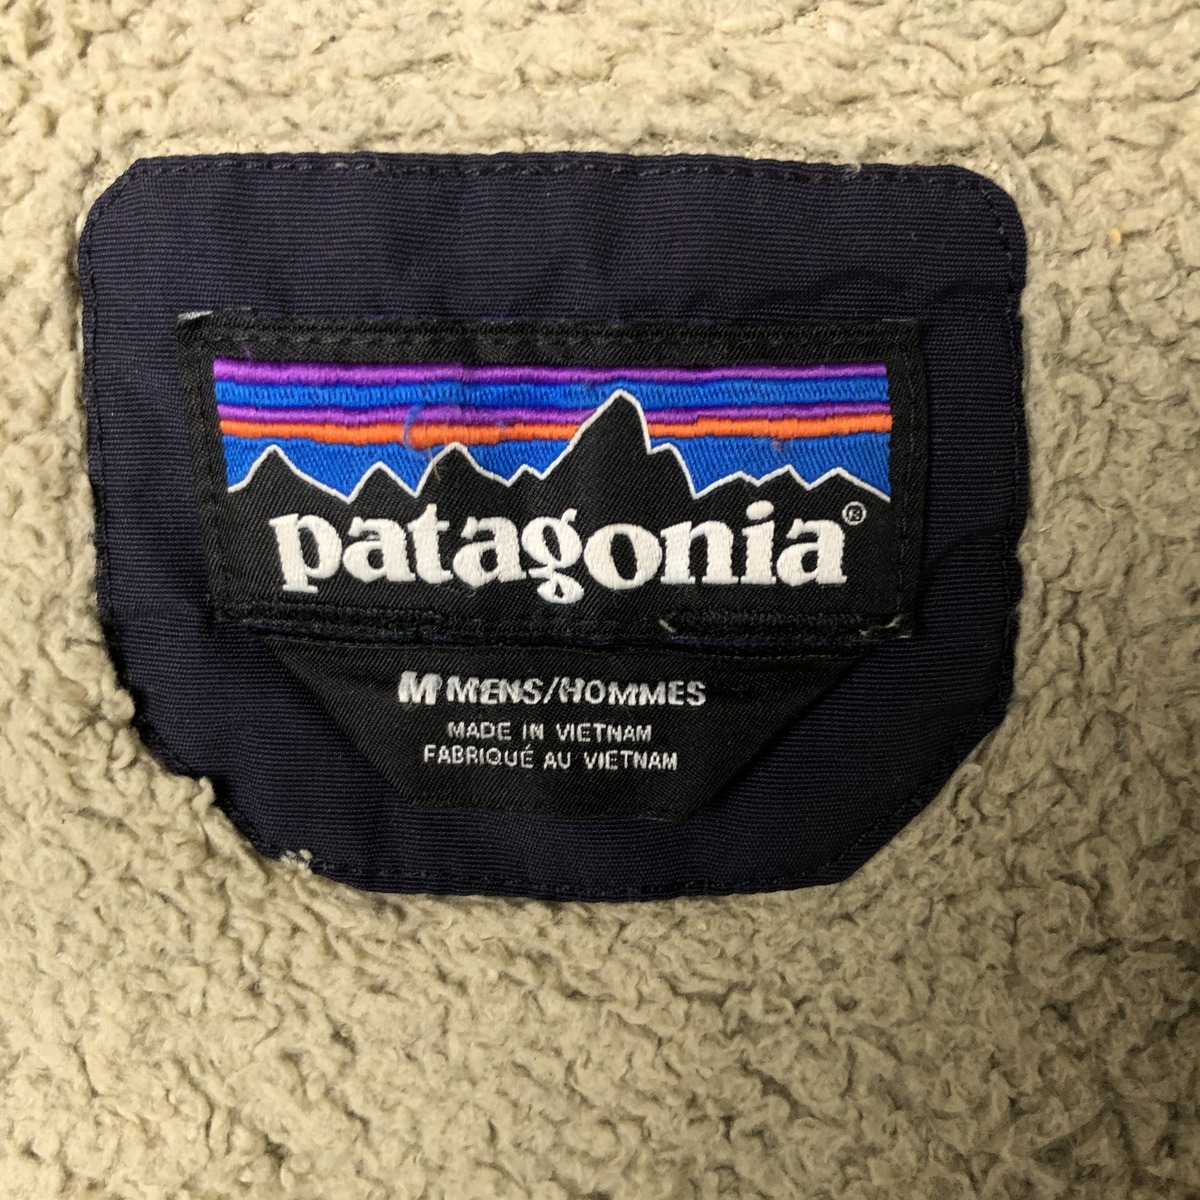 patagonia®
M MENS/HOMMES
MADE IN VIETNAM
FABRIQUÉ AU VIETNAM